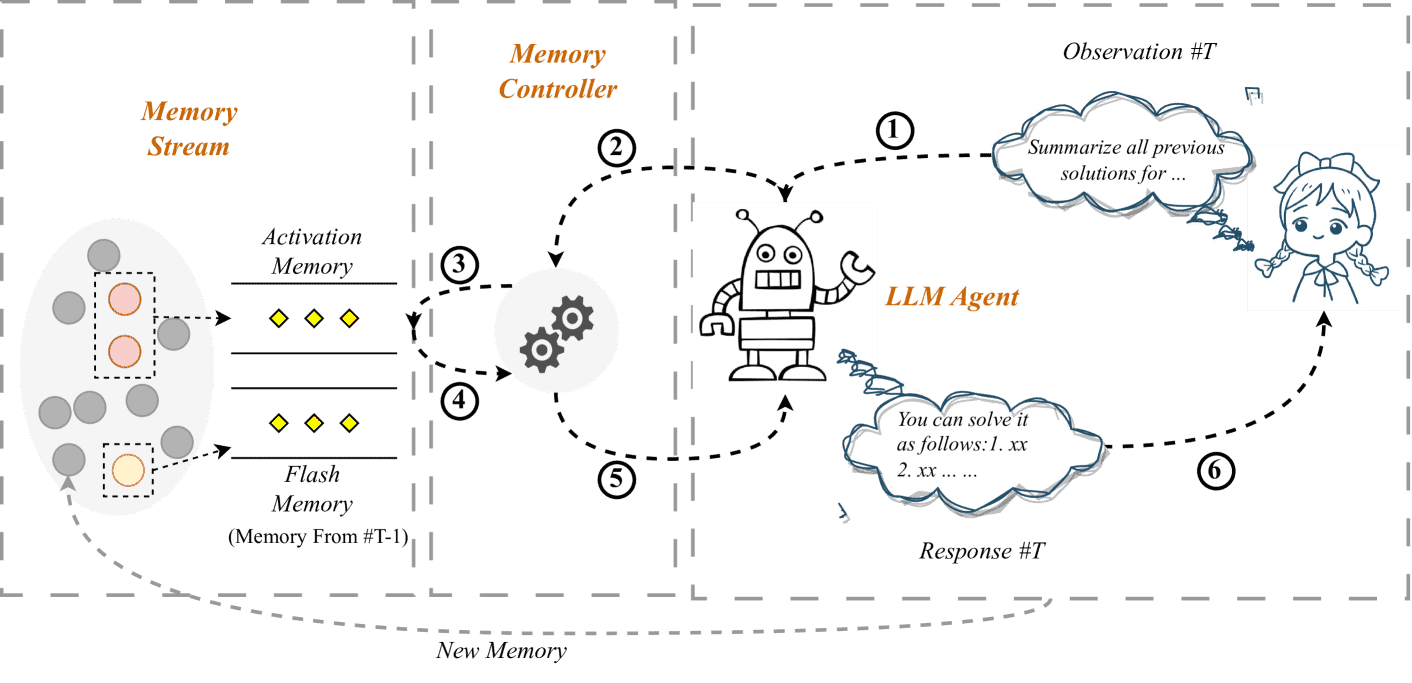 Memory
Stream
Memory
Controller
Observation #T
1
2
Summarize all previous
solutions for ...
Activation
Memory
3
LLM Agent
4
You can solve it
as follows:1. xx
2. xx ... ...
5
6
Flash
Memory
(Memory From #T-1)
Response #T
New Memory